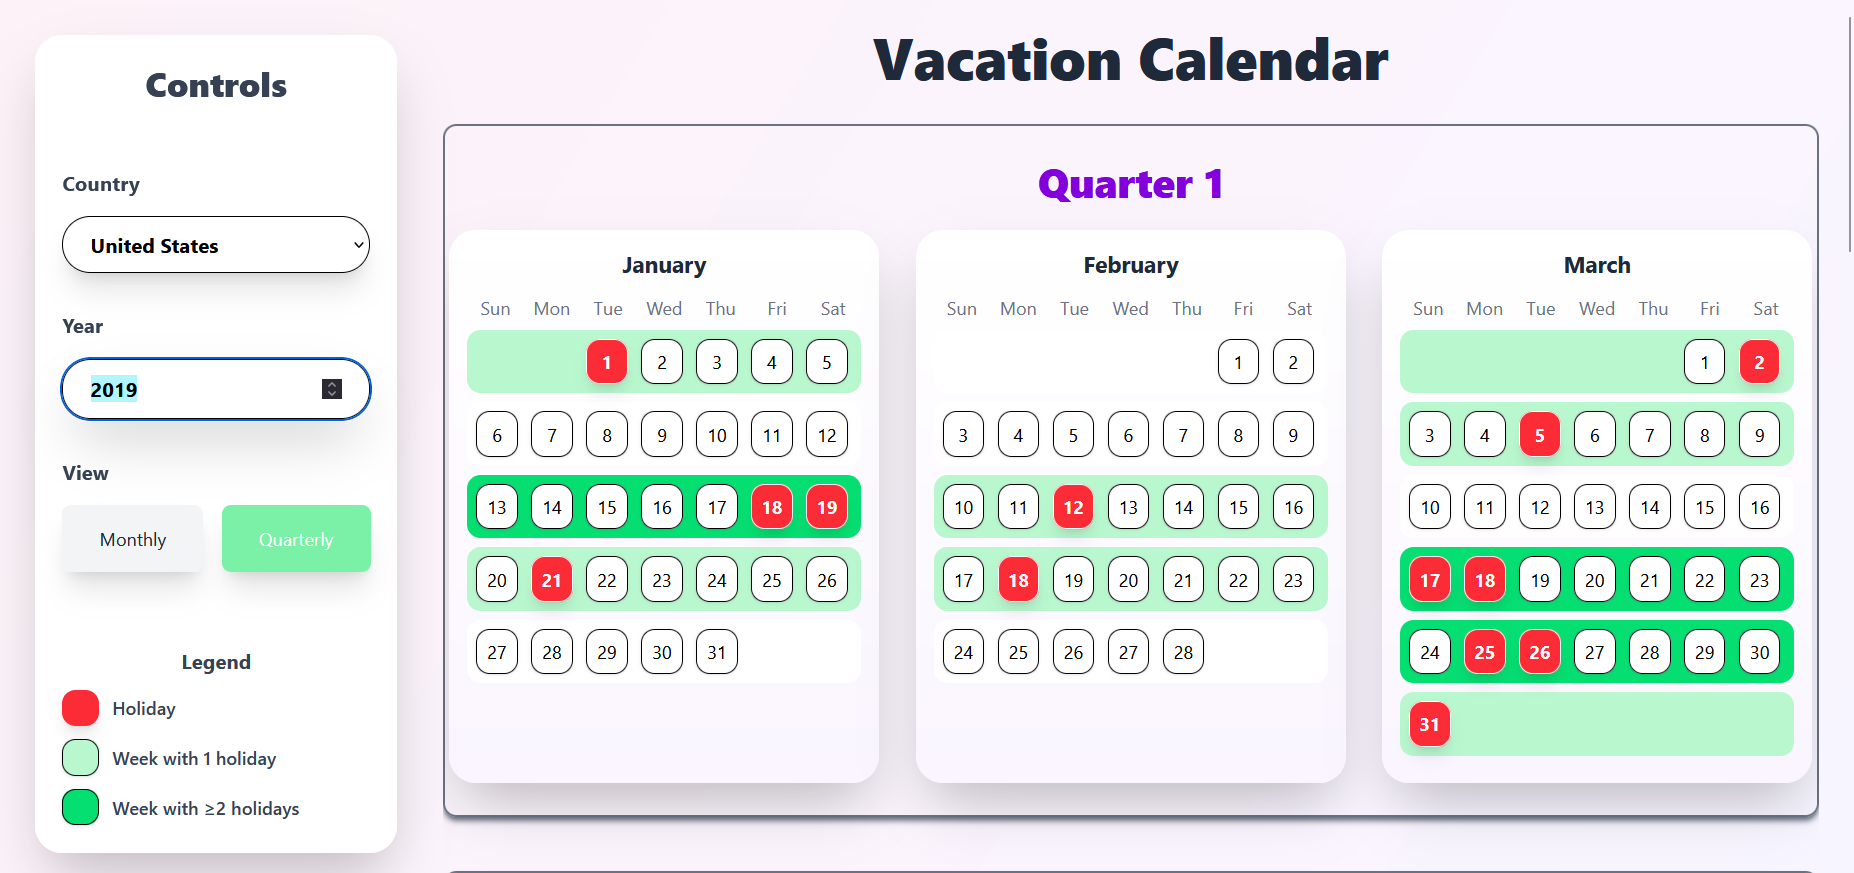 Controls
Country
United States
Year
2019
View
Monthly Quarterly
Legend
Holiday
Week with 1 holiday
Week with ≥2 holidays
Vacation Calendar
Quarter 1
January
Sun Mon Tue Wed Thu Fri Sat
1 2 3 4 5
6 7 8 9 10 11 12
13 14 15 16 17 18 19
20 21 22 23 24 25 26
27 28 29 30 31
February
Sun Mon Tue Wed Thu Fri Sat
1 2
3 4 5 6 7 8 9
10 11 12 13 14 15 16
17 18 19 20 21 22 23
24 25 26 27 28
March
Sun Mon Tue Wed Thu Fri Sat
1 2
3 4 5 6 7 8 9
10 11 12 13 14 15 16
17 18 19 20 21 22 23
24 25 26 27 28 29 30
31